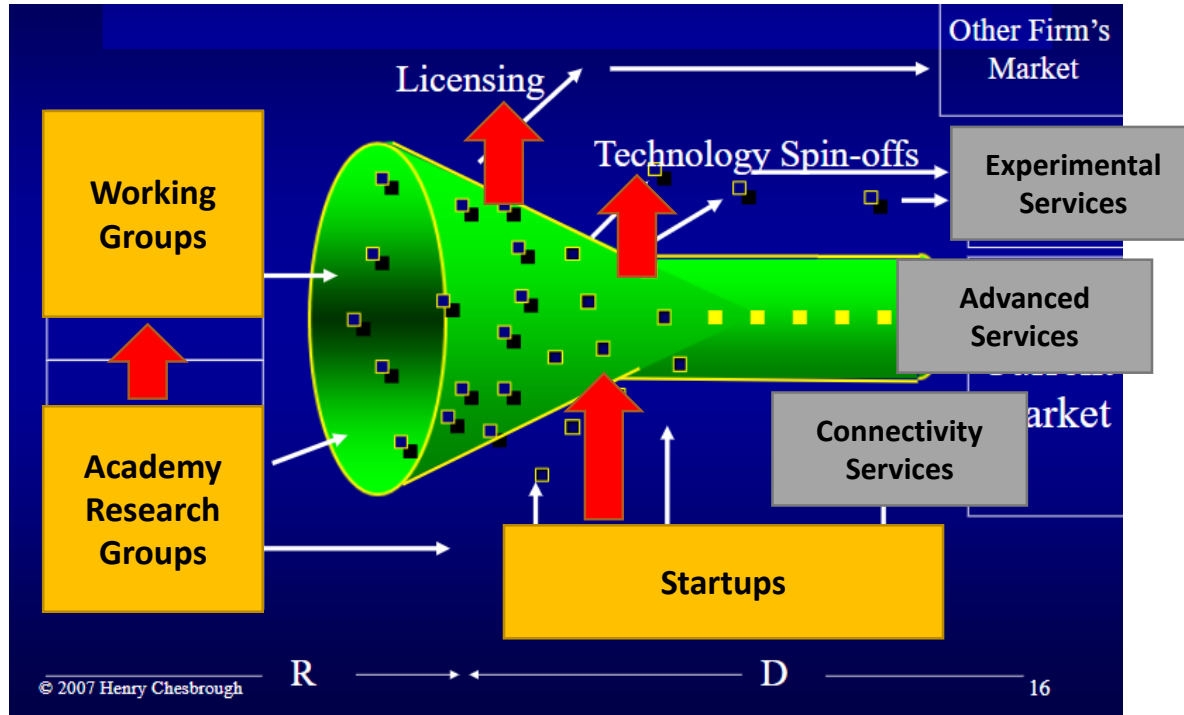 Other Firm's
Market
Licensing
Technology Spin-offs
Working
Groups
Experimental
Services
Advanced
Services
arket
Connectivity
Services
Academy
Research
Groups
Startups
R
D
© 2007 Henry Chesbrough
16